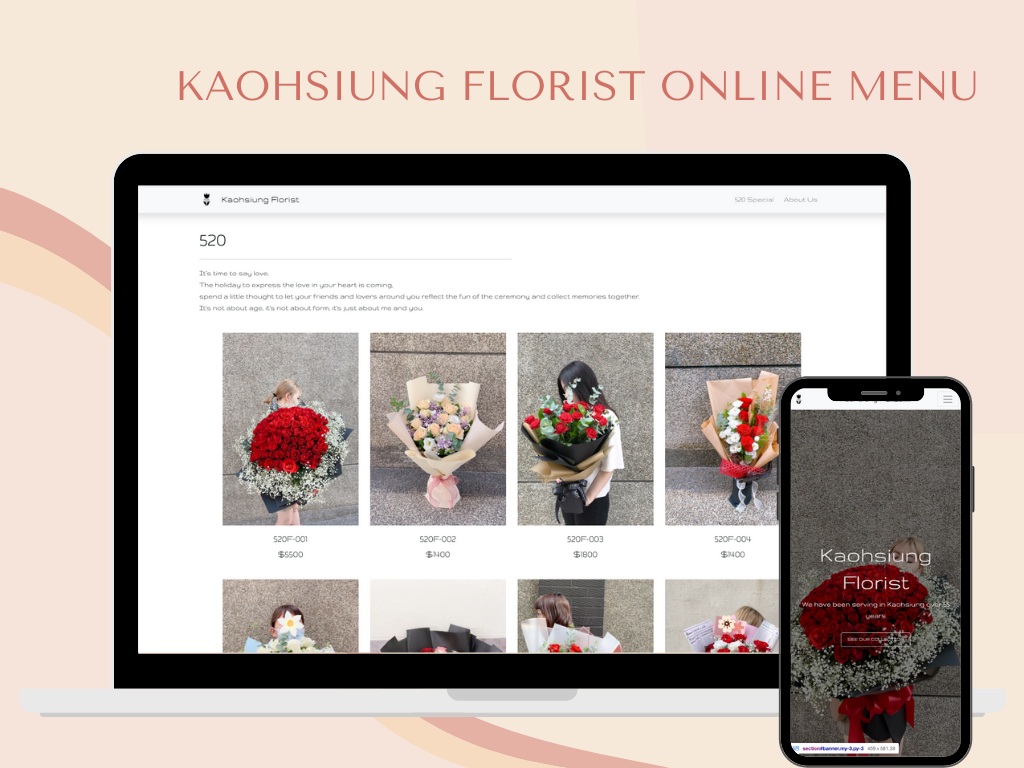 KAOHSIUNG FLORIST ONLINE MENU
Kaohsiung Florist
520 Special About Us
520
It's time to say love,
The holiday to express the love in your heart is coming,
spend a little thought to let your friends and lovers around you reflect the fun of the ceremony and collect memories together.
It's not about age, it's not about form, it's just about me and you.
520F-001 520F-002 520F-003 520F-004
$5500 $1400 $1800 $1400
Kaohsiung
Florist
We have been serving in Kaohsiung over 55
years
SEE OUR COLLECTION
section#banner.my-3.py-3